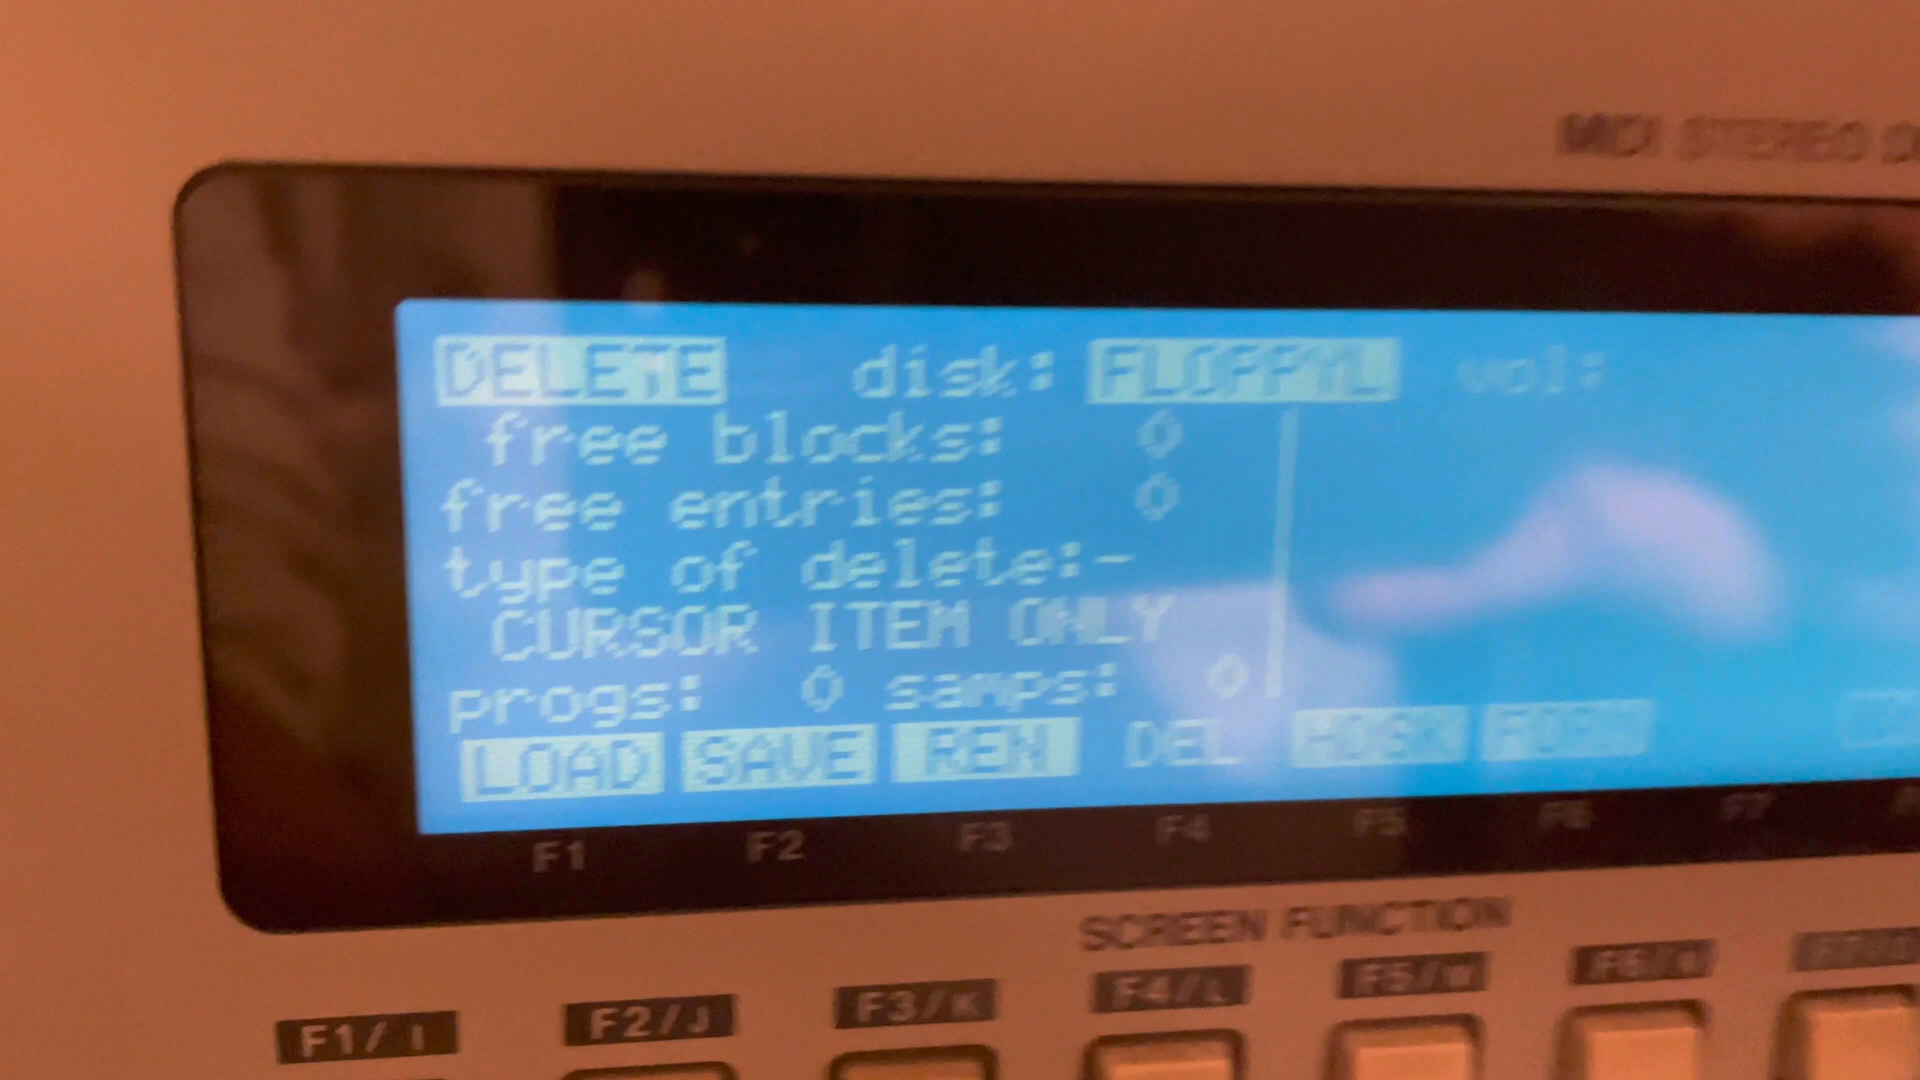 MIDI STEREO
DELETE disk: FLOPPYL vol:
free blocks: 0
free entries: 0
type of delete:-
CURSOR ITEM ONLY
progs: 0 samps: 0
LOAD SAVE REN DEL HDSK FORM
F1 F2 F3 F4 F5 F6 F7
SCREEN FUNCTION
F1/I F2/J F3/K F4/L F5/W F6/V